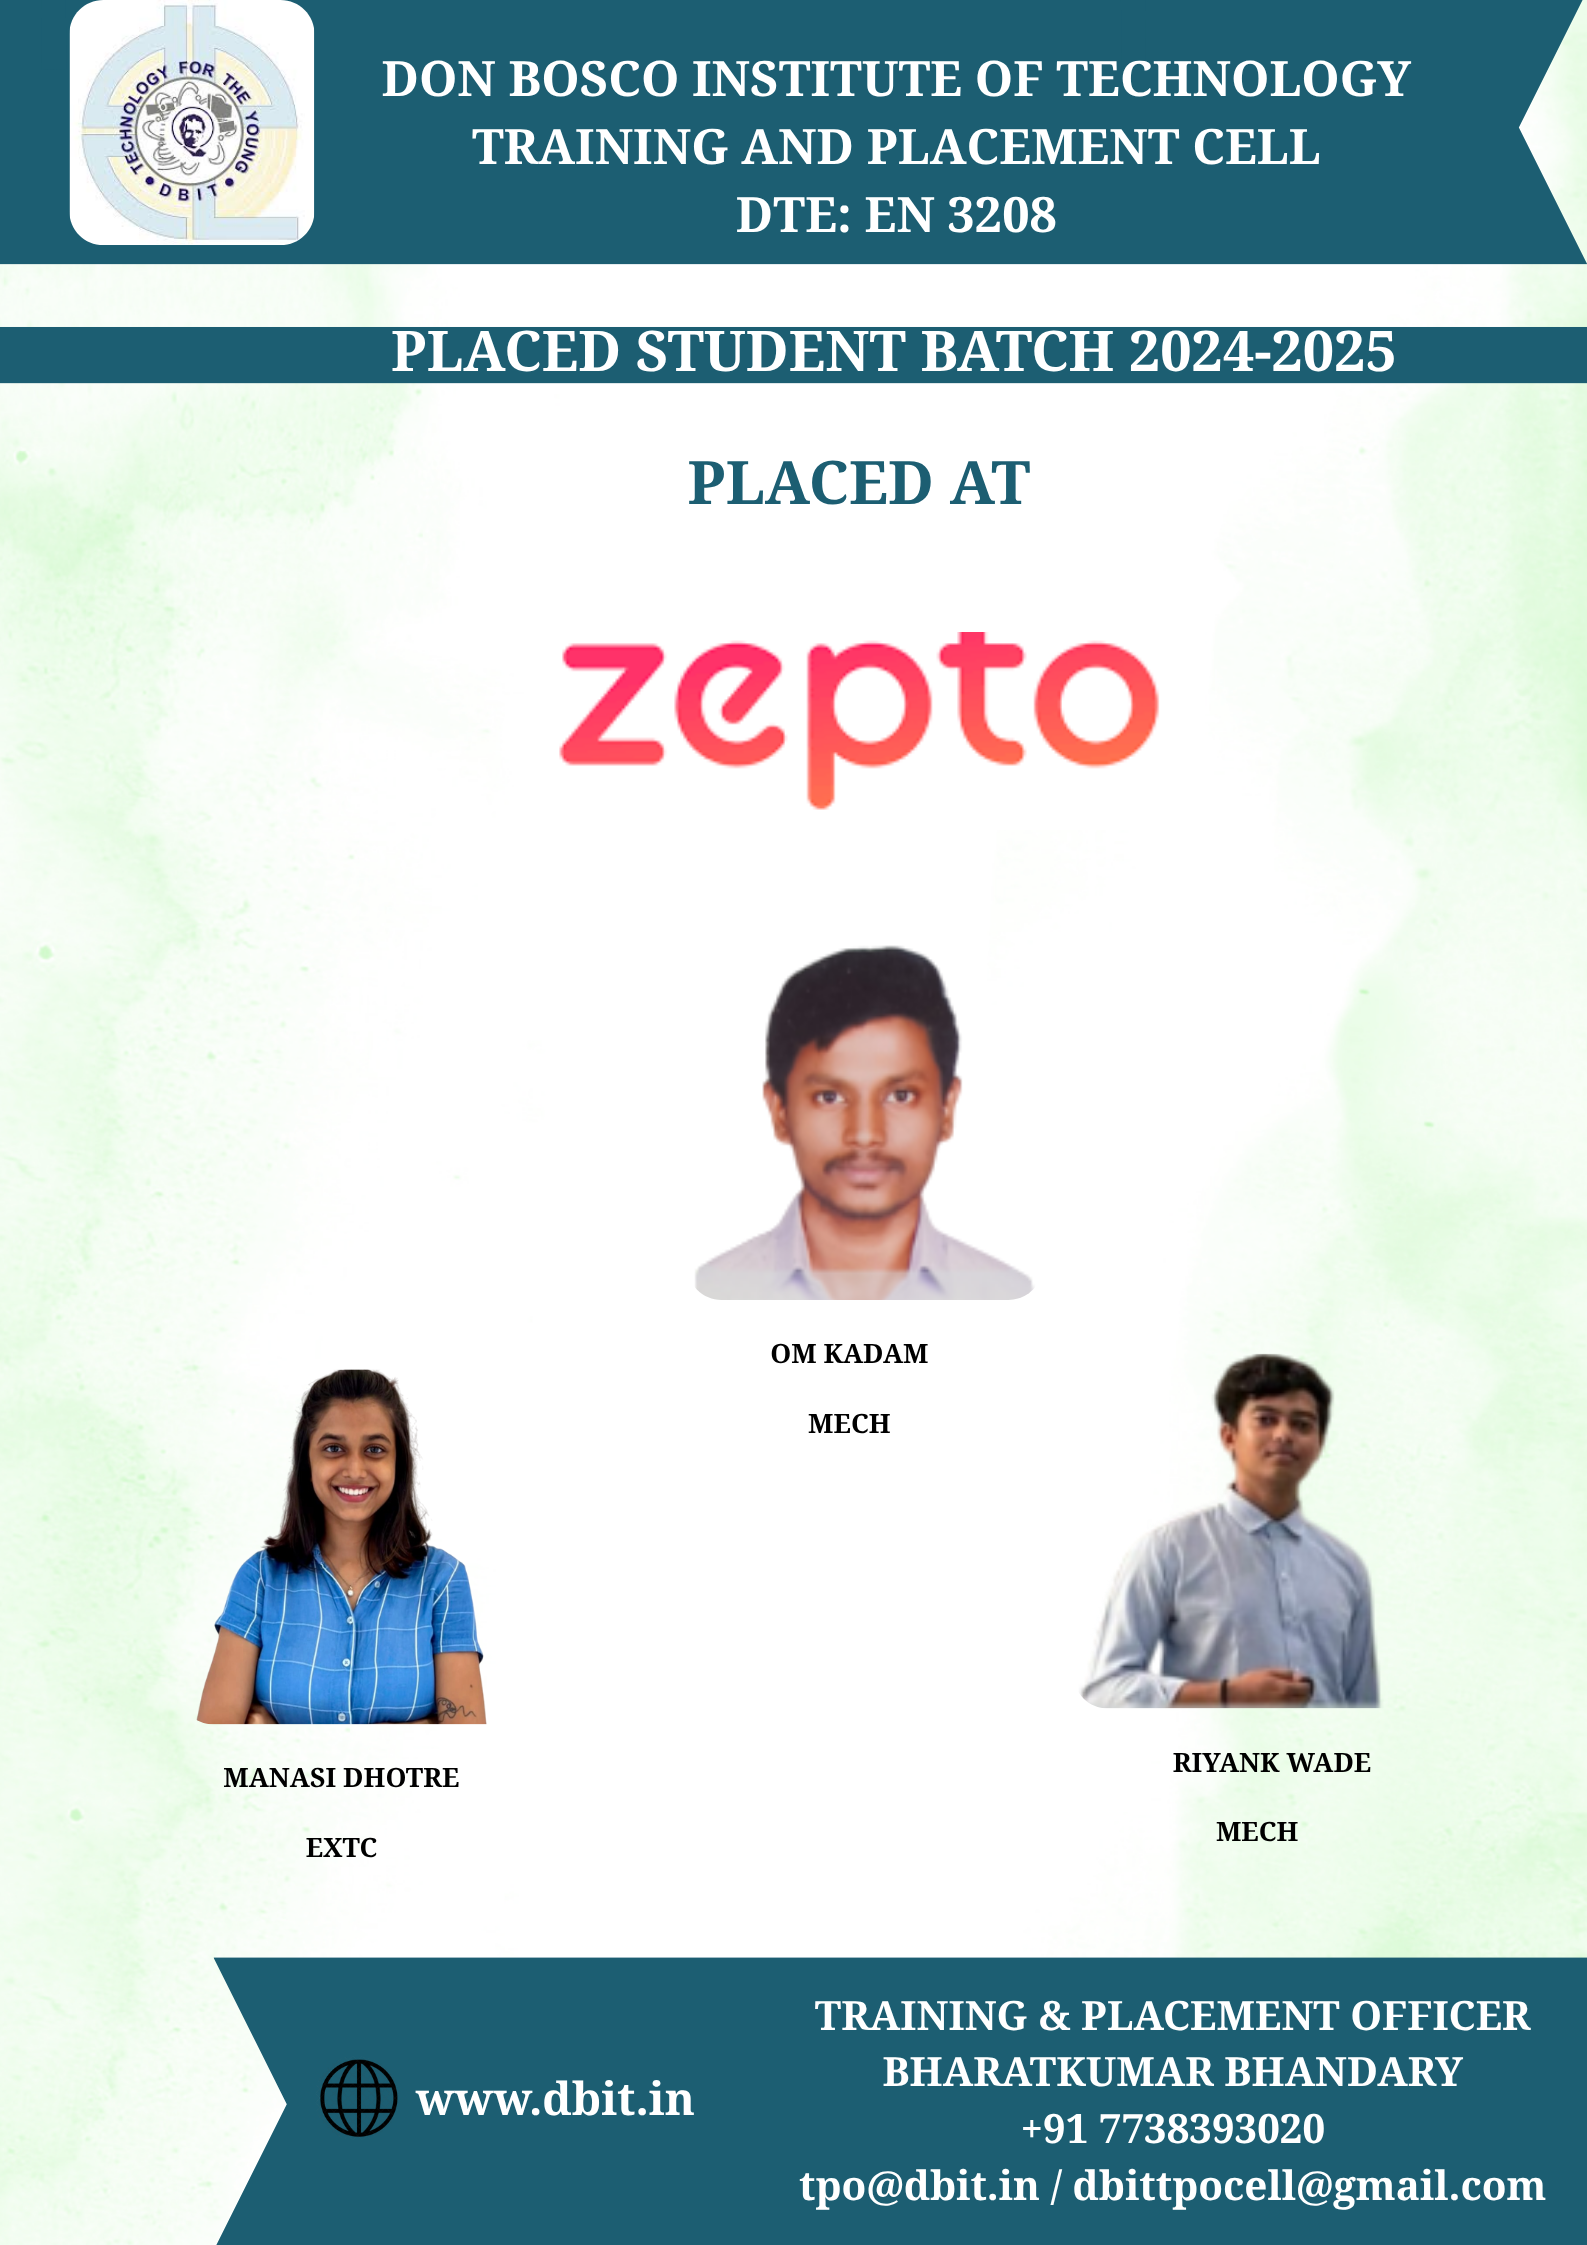 TECHNOLOGY FOR THE YOUNG
• DBIT •
DON BOSCO INSTITUTE OF TECHNOLOGY
TRAINING AND PLACEMENT CELL
DTE: EN 3208
PLACED STUDENT BATCH 2024-2025
PLACED AT
zepto
OM KADAM
MECH
MANASI DHOTRE
EXTC
RIYANK WADE
MECH
www.dbit.in
TRAINING & PLACEMENT OFFICER
BHARATKUMAR BHANDARY
+91 7738393020
tpo@dbit.in / dbittpocell@gmail.com